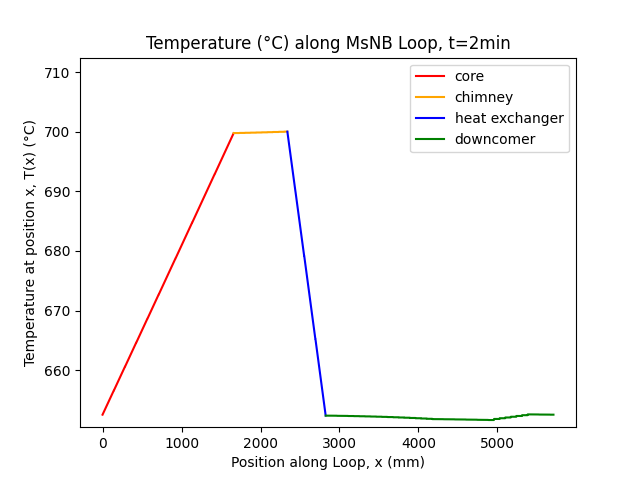 Temperature (°C) along MsNB Loop, t=2min
Temperature at position x, T(x) (°C)
710
700
690
680
670
660
core
chimney
heat exchanger
downcomer
0 1000 2000 3000 4000 5000
Position along Loop, x (mm)